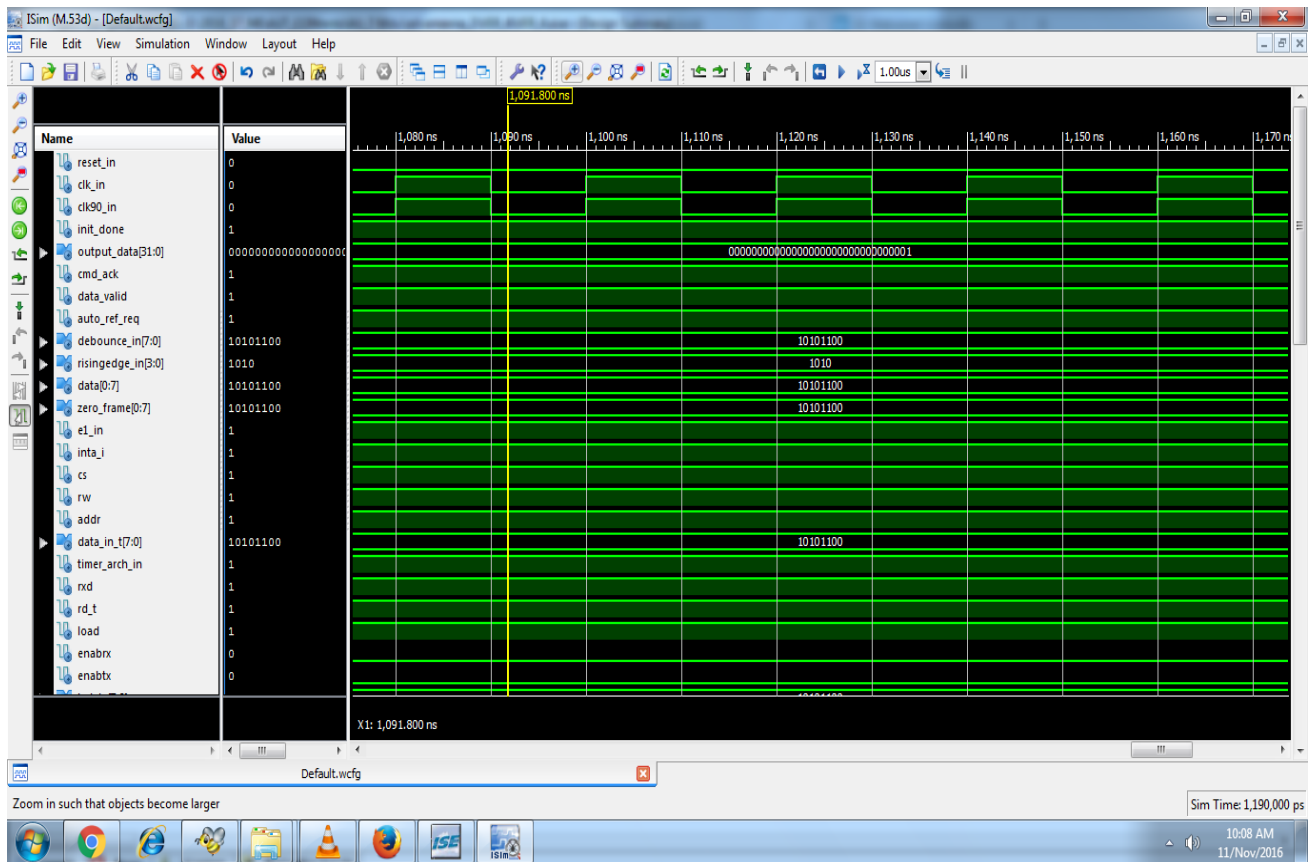 ISim (M.53d) - [Default.wcfg]
File Edit View Simulation Window Layout Help
1.00us
1,091.800 ns
Name Value
1,080 ns 1,090 ns 1,100 ns 1,110 ns 1,120 ns 1,130 ns 1,140 ns 1,150 ns 1,160 ns 1,170 n
reset_in 0
clk_in 0
clk90_in 0
init_done 1
output_data[31:0] 00000000000000000000000000000001
cmd_ack 1
data_valid 1
auto_ref_req 1
debounce_in[7:0] 10101100 10101100
risingedge_in[3:0] 1010 1010
data[0:7] 10101100 10101100
zero_frame[0:7] 10101100 10101100
e1_in 1
inta_i 1
cs 1
rw 1
addr 1
data_in_t[7:0] 10101100 10101100
timer_arch_in 1
rxd 1
rd_t 1
load 1
enabrx 0
enabtx 0
X1: 1,091.800 ns
Default.wcfg
Zoom in such that objects become larger
Sim Time: 1,190,000 ps
ISE
ISim
10:08 AM
11/Nov/2016